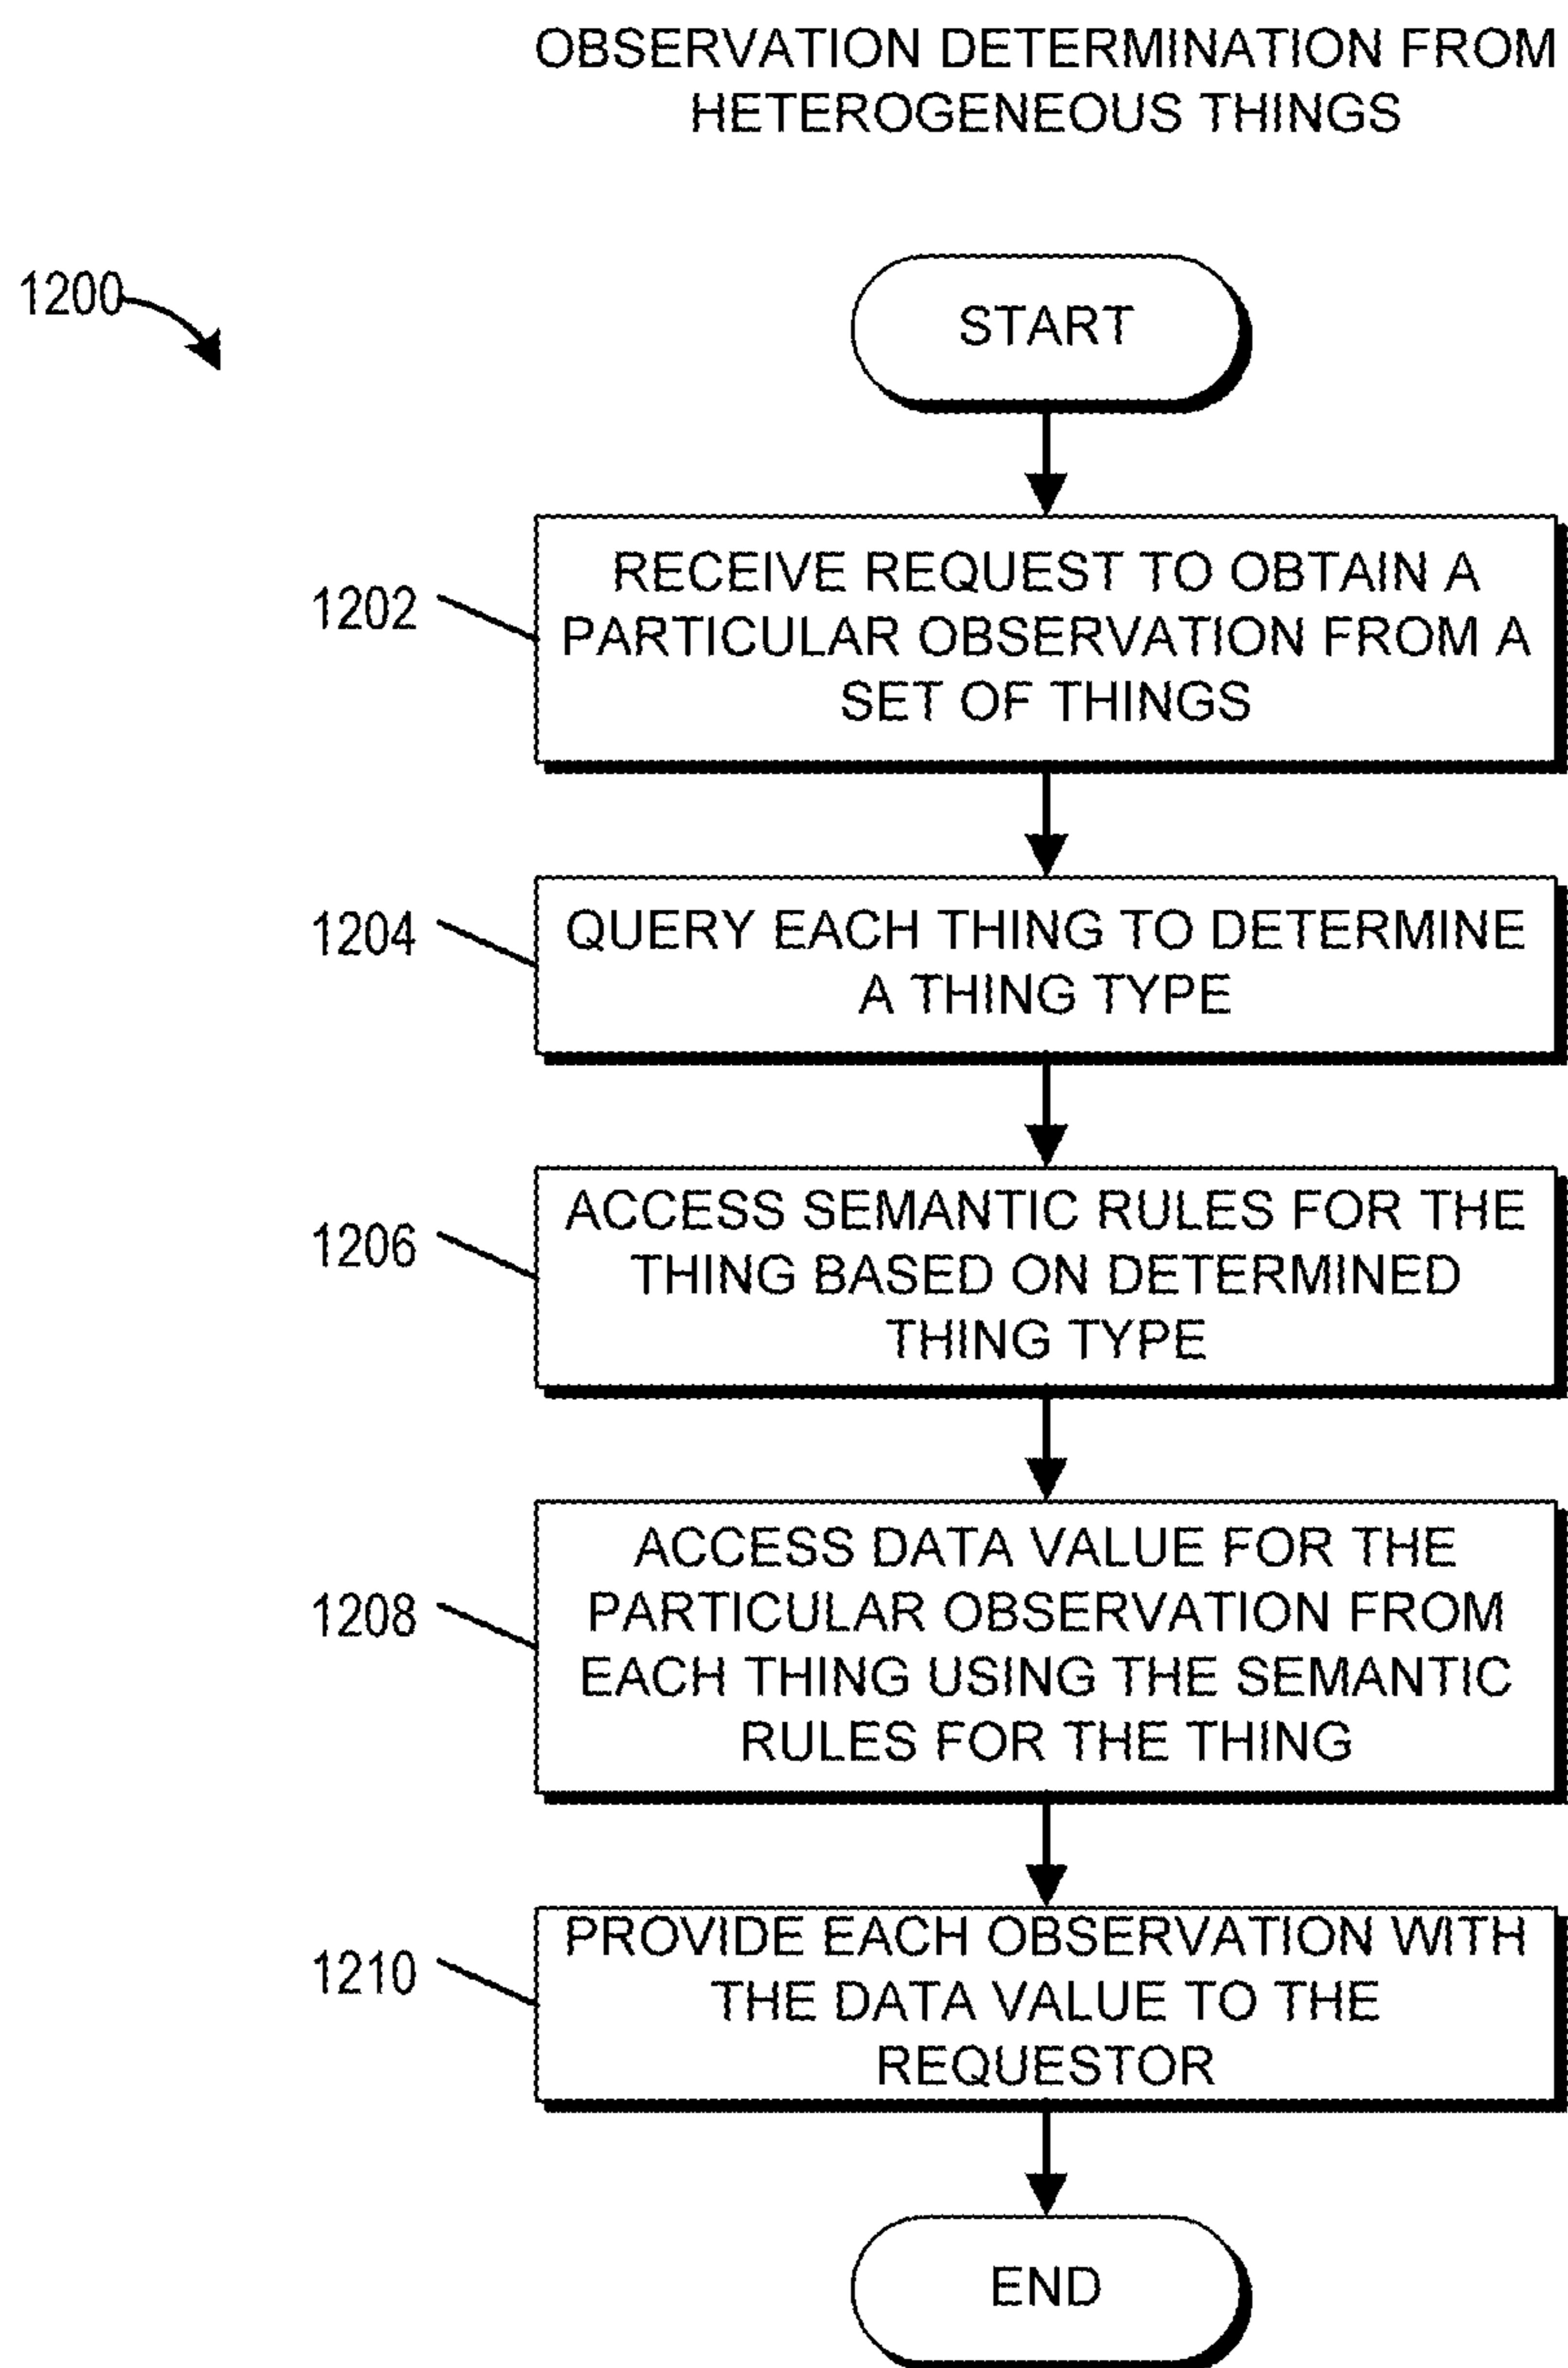 OBSERVATION DETERMINATION FROM
HETEROGENEOUS THINGS
1200
START
1202
RECEIVE REQUEST TO OBTAIN A
PARTICULAR OBSERVATION FROM A
SET OF THINGS
1204
QUERY EACH THING TO DETERMINE
A THING TYPE
1206
ACCESS SEMANTIC RULES FOR THE
THING BASED ON DETERMINED
THING TYPE
1208
ACCESS DATA VALUE FOR THE
PARTICULAR OBSERVATION FROM
EACH THING USING THE SEMANTIC
RULES FOR THE THING
1210
PROVIDE EACH OBSERVATION WITH
THE DATA VALUE TO THE
REQUESTOR
END